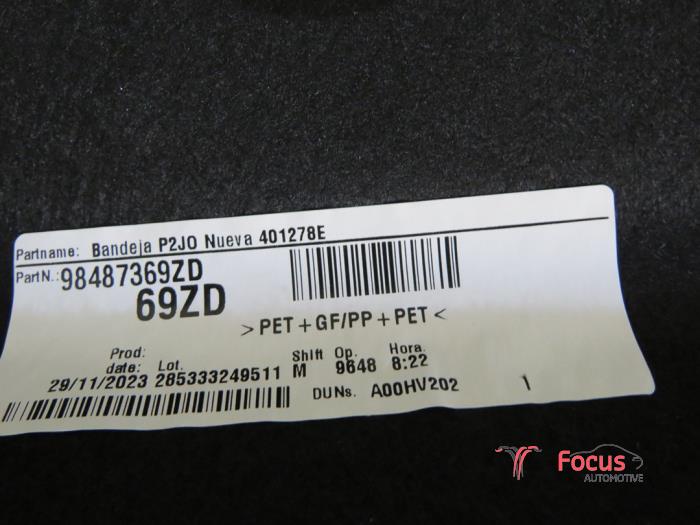 Partname: Bandeja P2JO Nueva 401278E
Part N.: 98487369ZD
69ZD
>PET+GF/PP+PET<
Prod: date: Lot. Shift Op. Hora.
29/11/2023 285333249511 M 9648 8:22
DUNs. A00HV202 1
Focus
AUTOMOTIVE